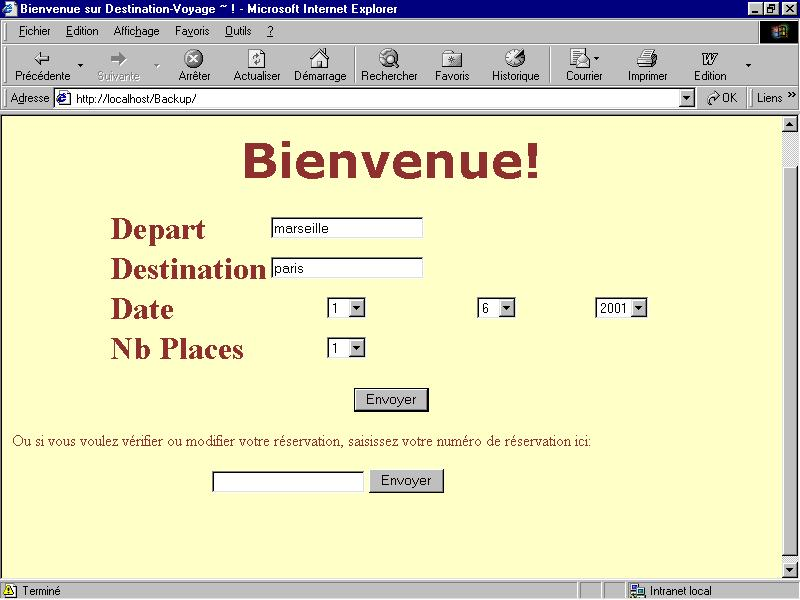 Bienvenue sur Destination-Voyage ~ ! - Microsoft Internet Explorer
Fichier Edition Affichage Favoris Outils ?
Précédente Suivante Arrêter Actualiser Démarrage Rechercher Favoris Historique Courrier Imprimer Edition
Adresse http://localhost/Backup/ OK Liens »
Bienvenue!
Depart marseille
Destination paris
Date 1 6 2001
Nb Places 1
Envoyer
Ou si vous voulez vérifier ou modifier votre réservation, saisissez votre numéro de réservation ici:
Envoyer
Terminé Intranet local